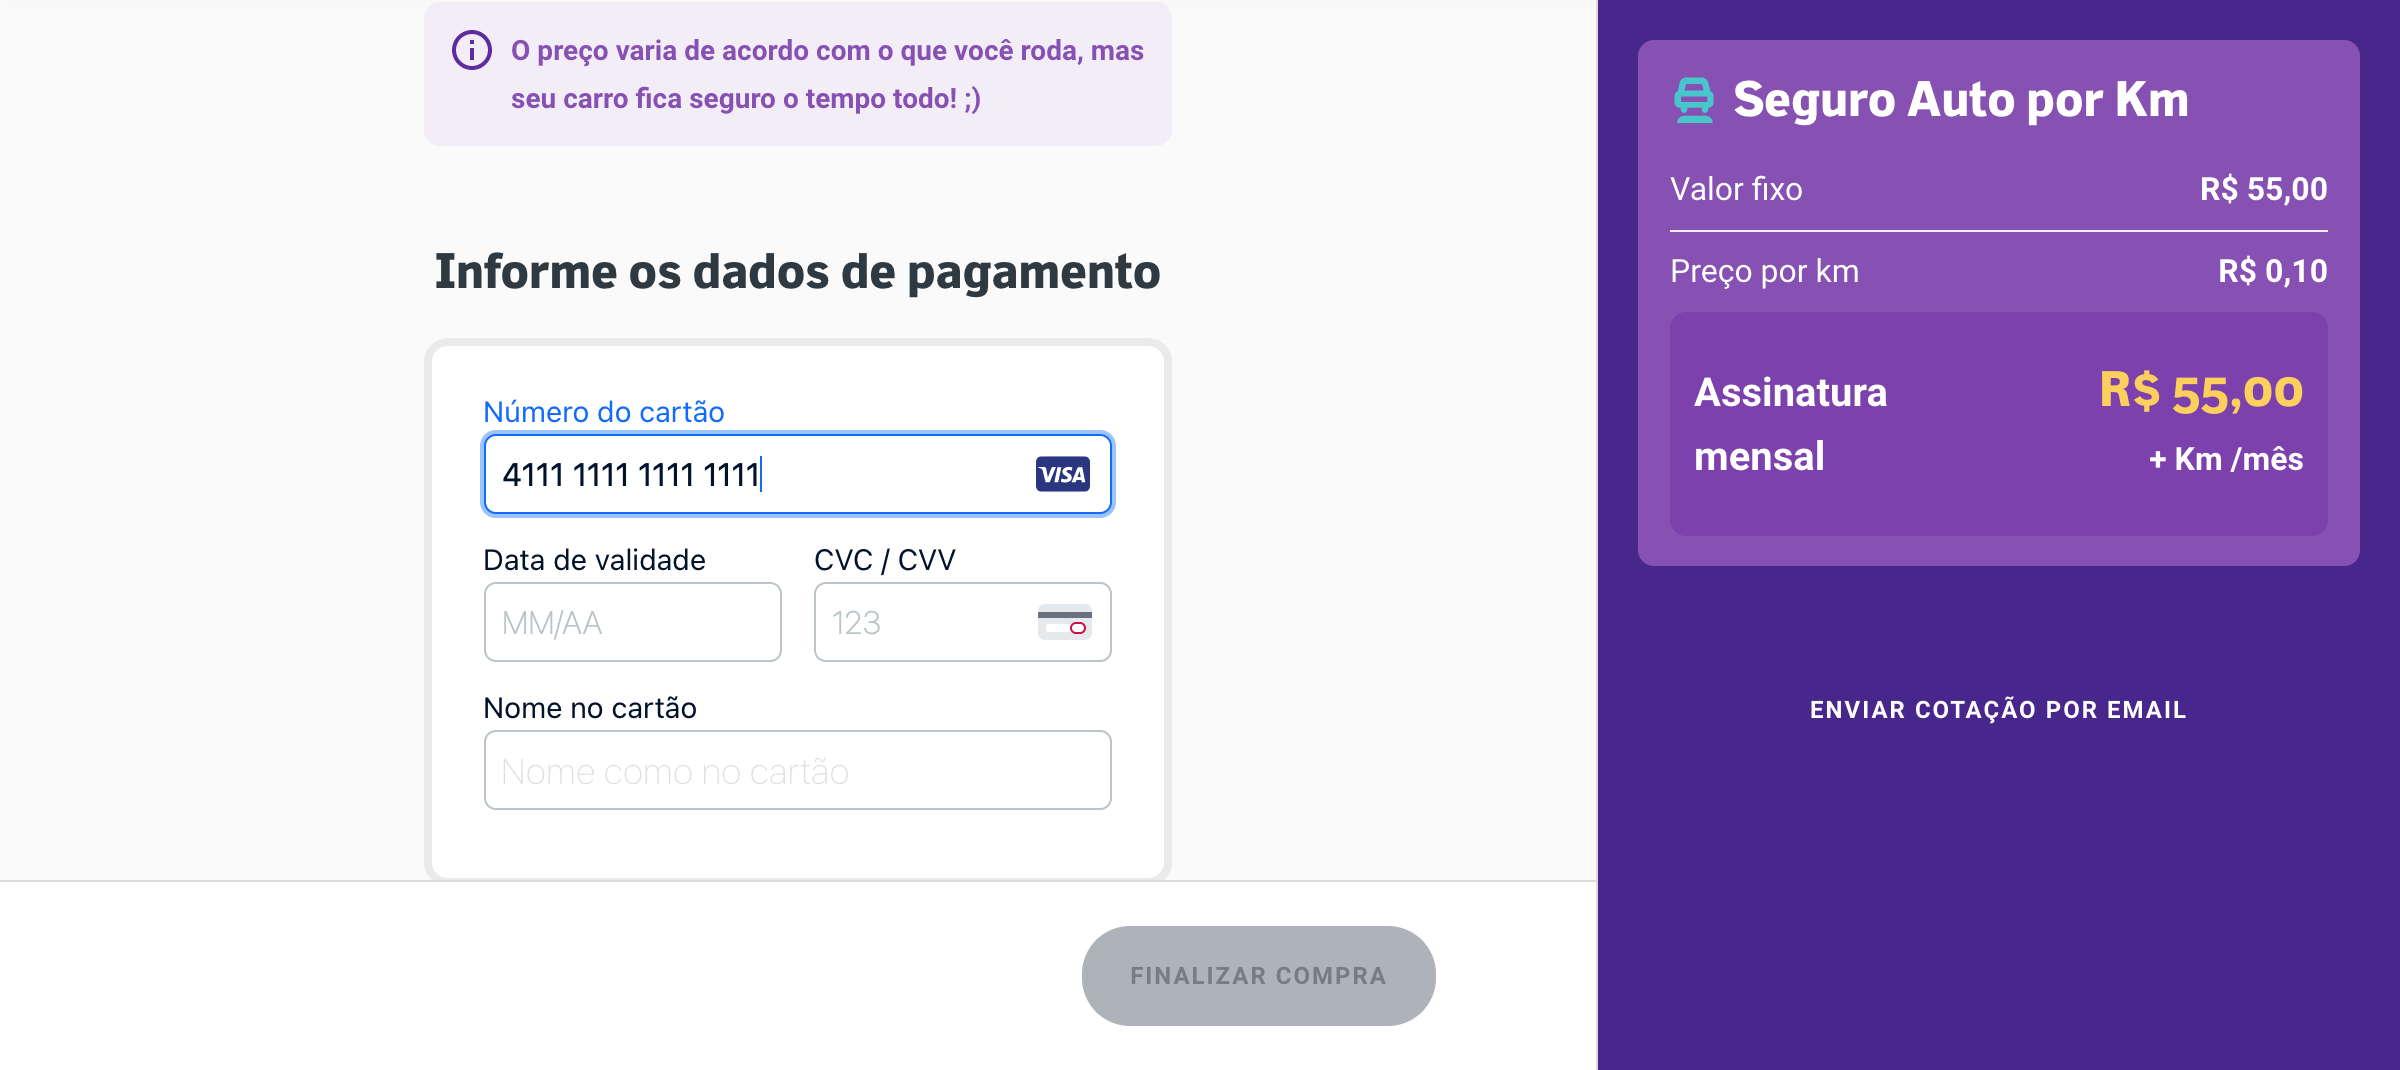 O preço varia de acordo com o que você roda, mas
seu carro fica seguro o tempo todo! ;)
Informe os dados de pagamento
Número do cartão
4111 1111 1111 1111
VISA
Data de validade
CVC / CVV
MM/AA
123
Nome no cartão
Nome como no cartão
FINALIZAR COMPRA
Seguro Auto por Km
Valor fixo R$ 55,00
Preço por km R$ 0,10
Assinatura R$ 55,00
mensal + Km /mês
ENVIAR COTAÇÃO POR EMAIL